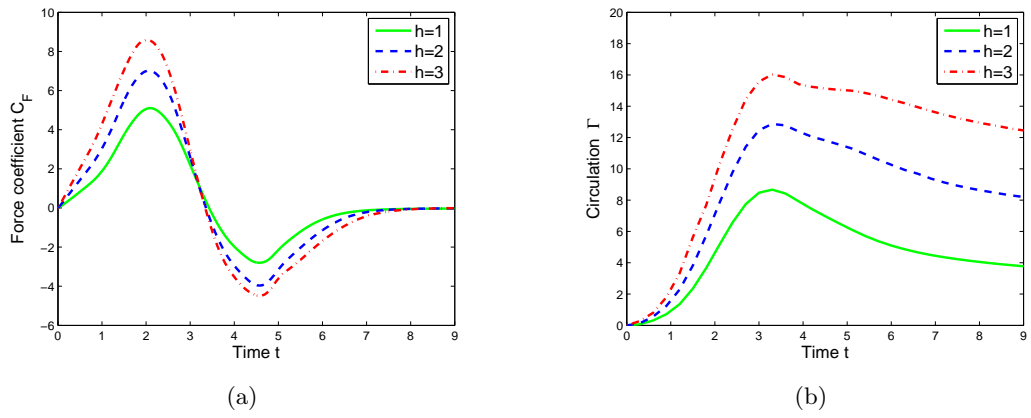 10
8
6
4
2
0
−2
−4
−6
0 1 2 3 4 5 6 7 8 9
Force coefficient C_F
Time t
h=1
h=2
h=3
(a)
20
18
16
14
12
10
8
6
4
2
0
0 1 2 3 4 5 6 7 8 9
Circulation Γ
Time t
h=1
h=2
h=3
(b)